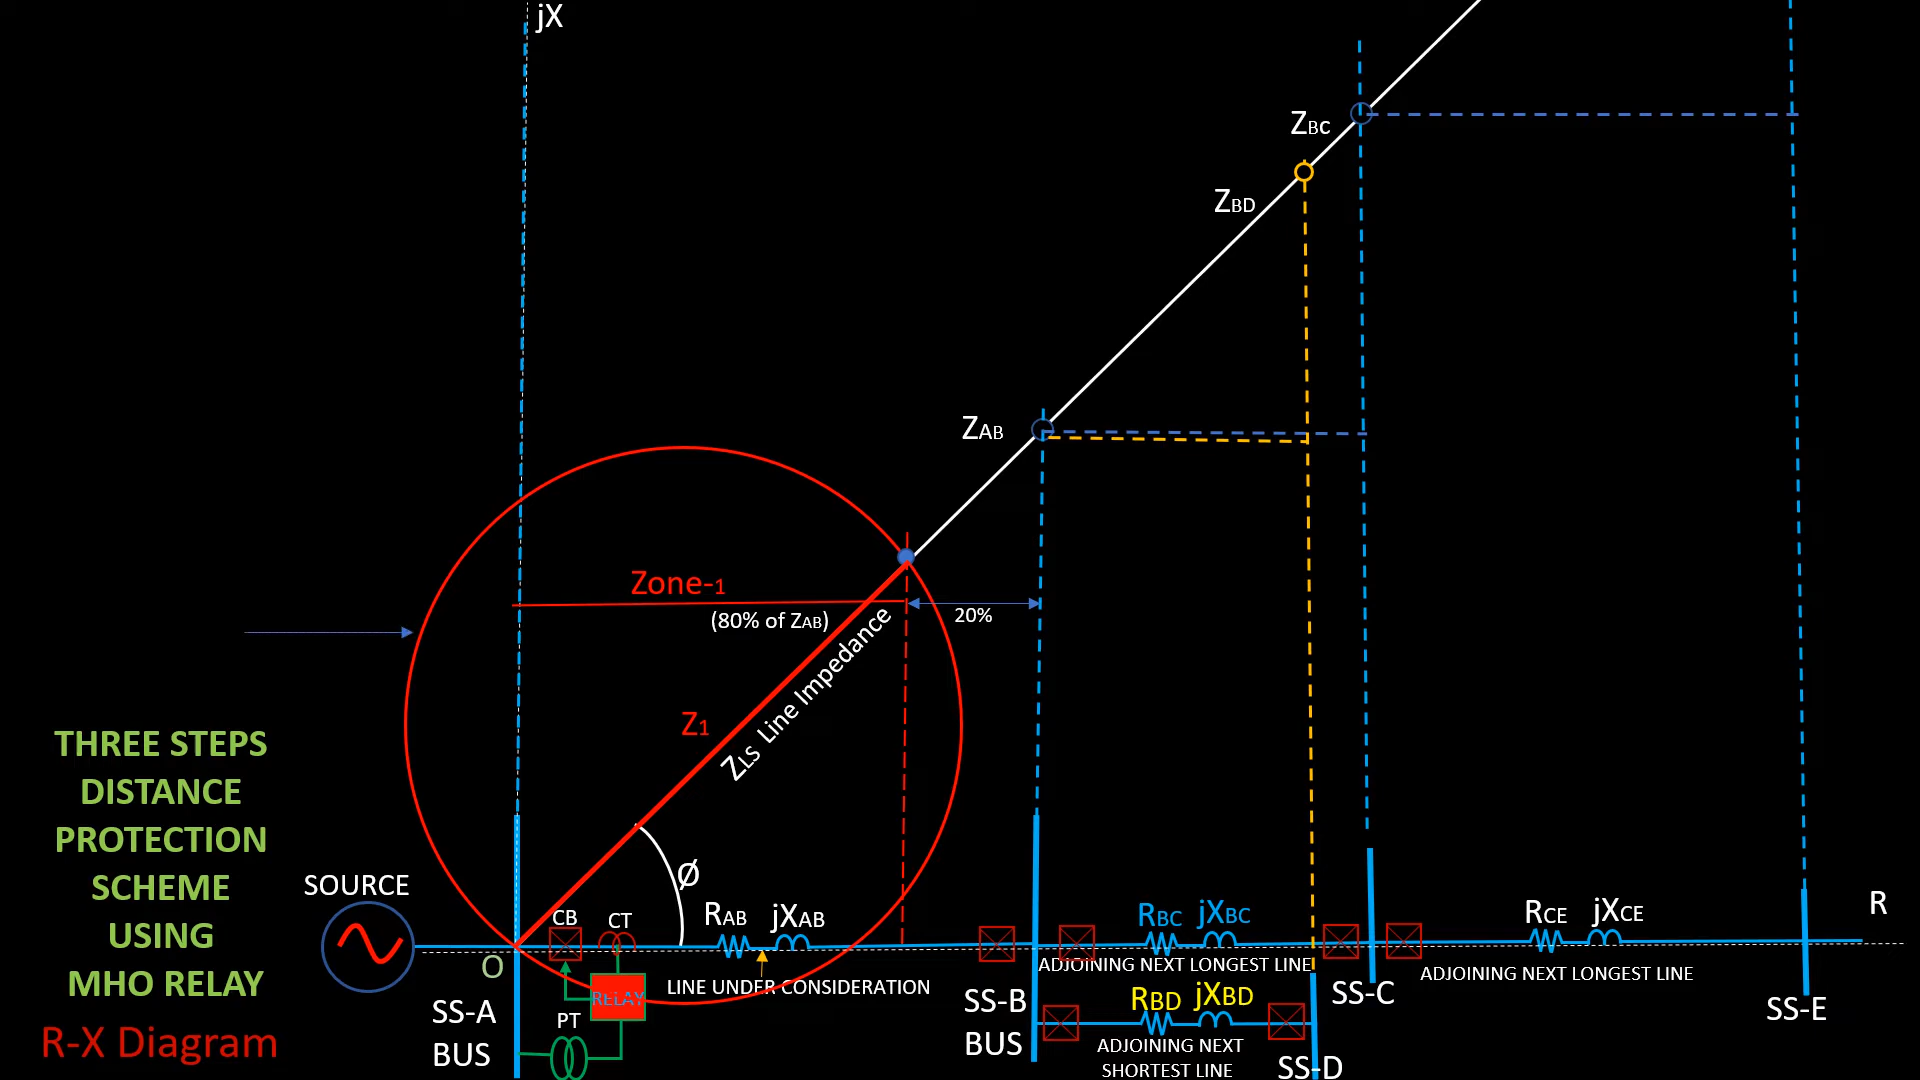 jX
ZBC
ZBD
ZAB
Zone-1
(80% of ZAB)
20%
Z1
ZLS Line Impedance
THREE STEPS
DISTANCE
PROTECTION
SCHEME
USING
MHO RELAY
R-X Diagram
SOURCE
Ø
R
CB
CT
RAB
jXAB
RBC
jXBC
RCE
jXCE
O
ADJOINING NEXT LONGEST LINE
ADJOINING NEXT LONGEST LINE
LINE UNDER CONSIDERATION
RELAY
SS-A
BUS
PT
SS-B
BUS
RBD
jXBD
SS-C
SS-E
ADJOINING NEXT
SHORTEST LINE
SS-D